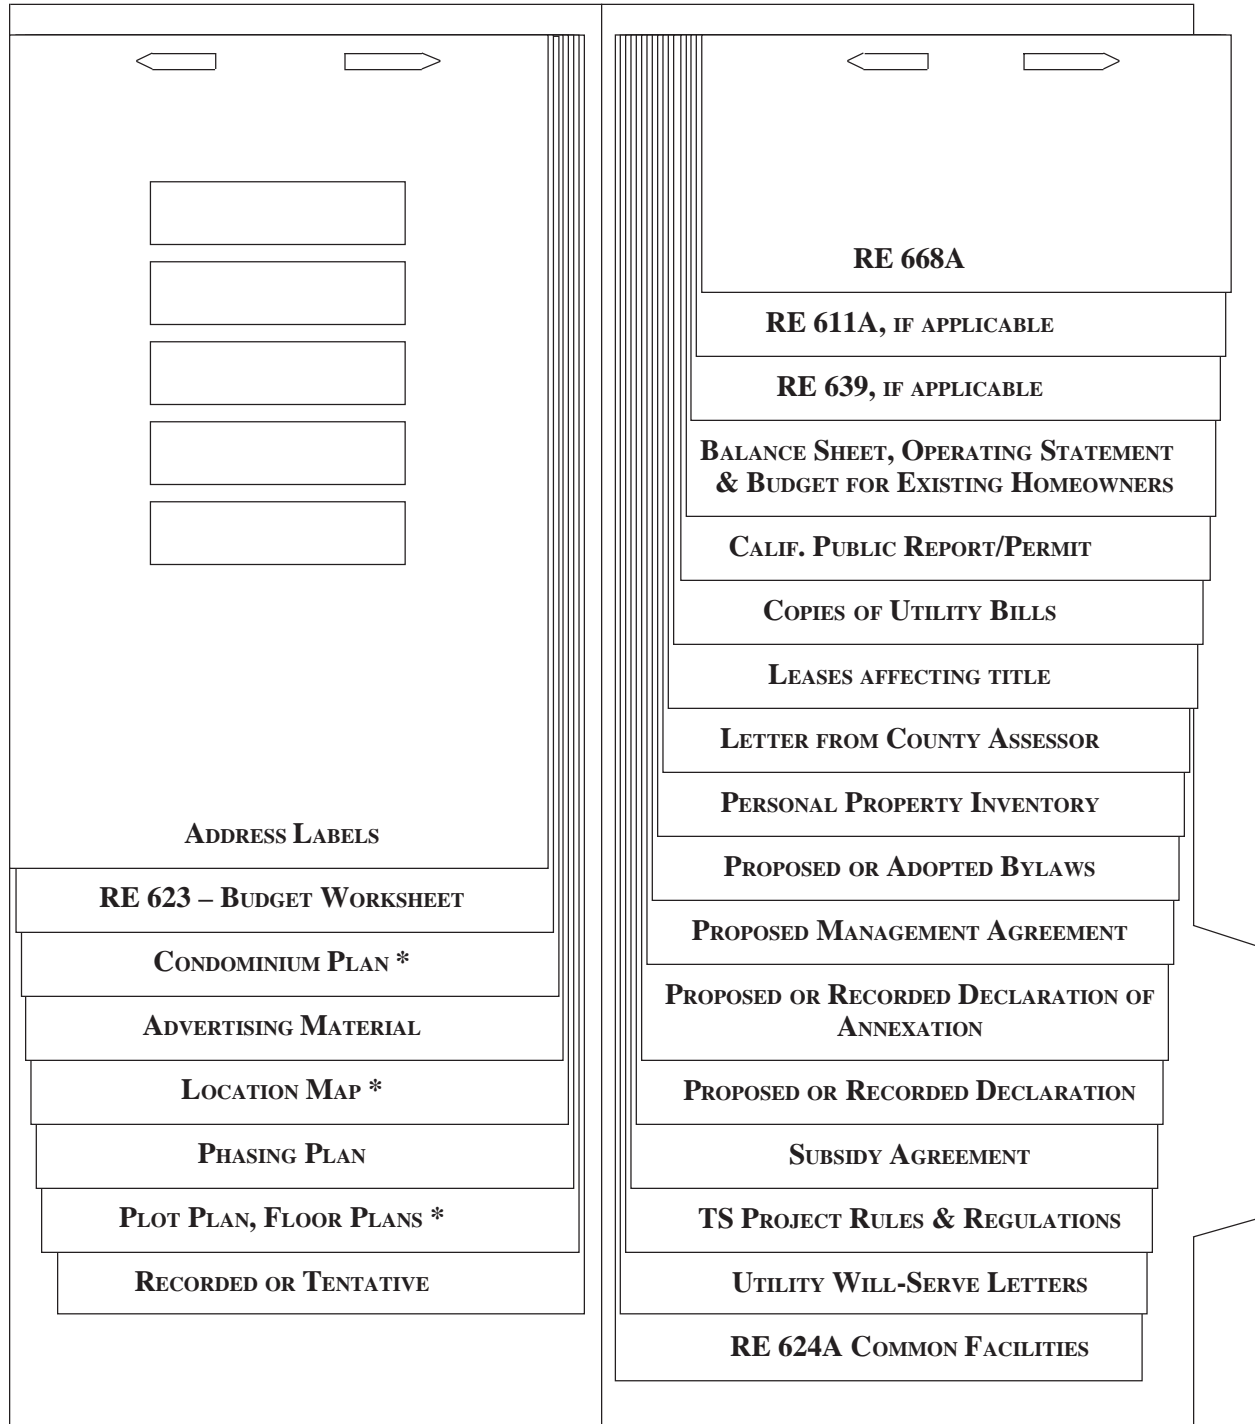 Address Labels
RE 623 – Budget Worksheet
Condominium Plan *
Advertising Material
Location Map *
Phasing Plan
Plot Plan, Floor Plans *
Recorded or Tentative
RE 668A
RE 611A, if applicable
RE 639, if applicable
Balance Sheet, Operating Statement
& Budget for Existing Homeowners
Calif. Public Report/Permit
Copies of Utility Bills
Leases affecting title
Letter from County Assessor
Personal Property Inventory
Proposed or Adopted Bylaws
Proposed Management Agreement
Proposed or Recorded Declaration of
Annexation
Proposed or Recorded Declaration
Subsidy Agreement
TS Project Rules & Regulations
Utility Will-Serve Letters
RE 624A Common Facilities